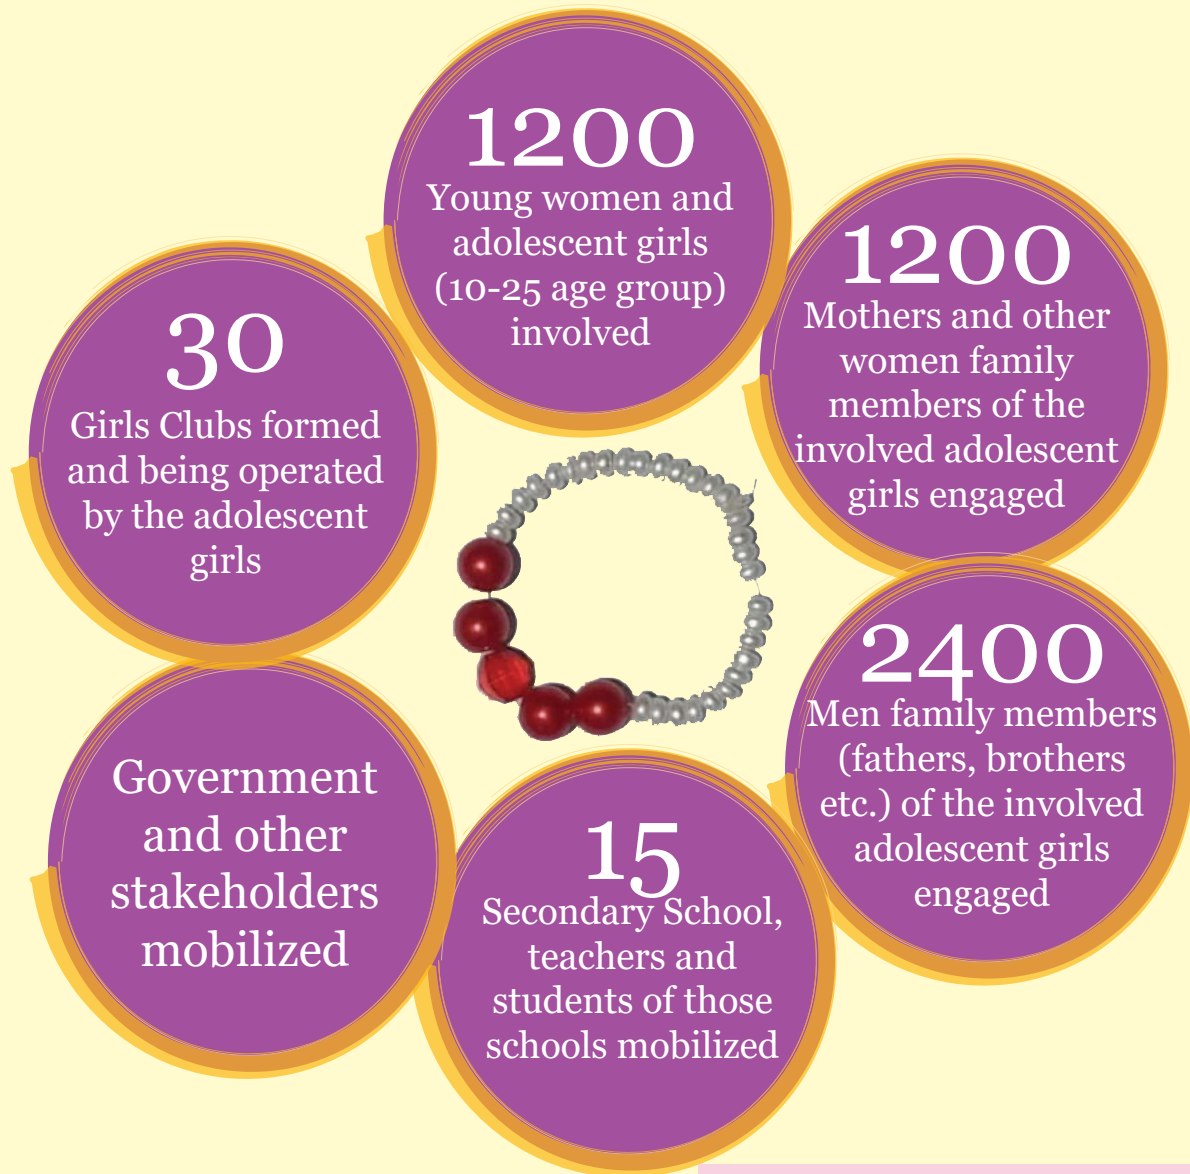 1200
Young women and
adolescent girls
(10-25 age group)
involved
1200
Mothers and other
women family
members of the
involved adolescent
girls engaged
2400
Men family members
(fathers, brothers
etc.) of the involved
adolescent girls
engaged
15
Secondary School,
teachers and
students of those
schools mobilized
Government
and other
stakeholders
mobilized
30
Girls Clubs formed
and being operated
by the adolescent
girls